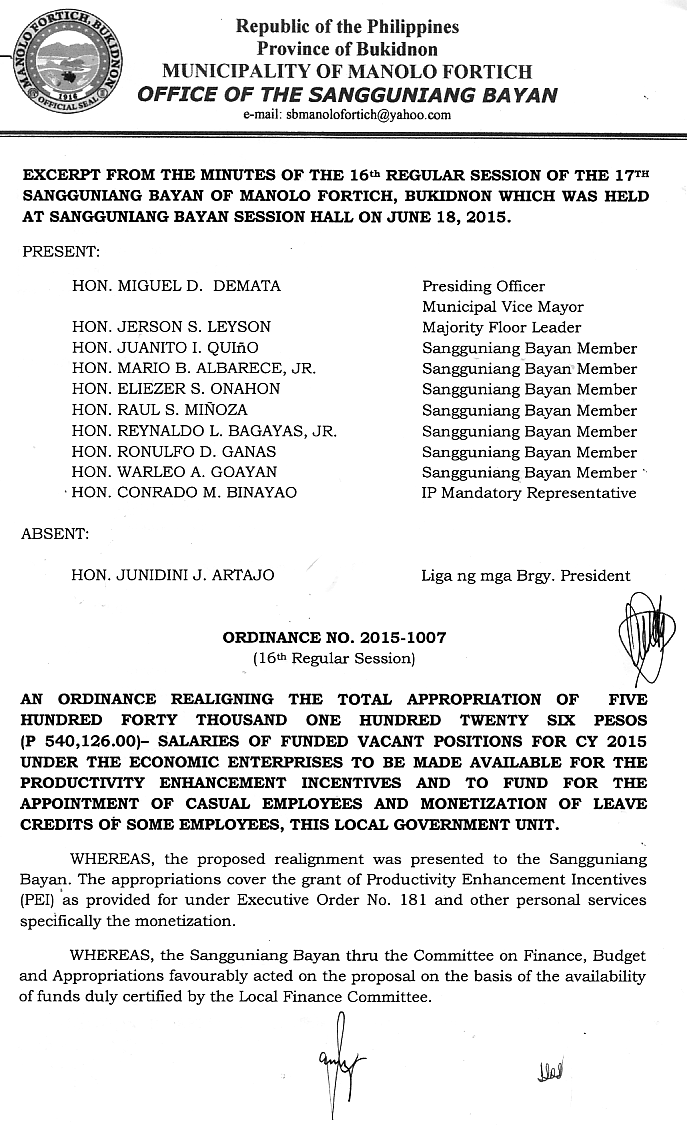 MANOLO FORTICH, BUKIDNON
1916
OFFICIAL SEAL
Republic of the Philippines
Province of Bukidnon
MUNICIPALITY OF MANOLO FORTICH
OFFICE OF THE SANGGUNIANG BAYAN
e-mail: sbmanolofortich@yahoo.com
EXCERPT FROM THE MINUTES OF THE 16th REGULAR SESSION OF THE 17TH
SANGGUNIANG BAYAN OF MANOLO FORTICH, BUKIDNON WHICH WAS HELD
AT SANGGUNIANG BAYAN SESSION HALL ON JUNE 18, 2015.
PRESENT:
HON. MIGUEL D. DEMATA Presiding Officer
Municipal Vice Mayor
HON. JERSON S. LEYSON Majority Floor Leader
HON. JUANITO I. QUIñO Sangguniang Bayan Member
HON. MARIO B. ALBARECE, JR. Sangguniang Bayan Member
HON. ELIEZER S. ONAHON Sangguniang Bayan Member
HON. RAUL S. MIÑOZA Sangguniang Bayan Member
HON. REYNALDO L. BAGAYAS, JR. Sangguniang Bayan Member
HON. RONULFO D. GANAS Sangguniang Bayan Member
HON. WARLEO A. GOAYAN Sangguniang Bayan Member
HON. CONRADO M. BINAYAO IP Mandatory Representative
ABSENT:
HON. JUNIDINI J. ARTAJO Liga ng mga Brgy. President
ORDINANCE NO. 2015-1007
(16th Regular Session)
AN ORDINANCE REALIGNING THE TOTAL APPROPRIATION OF FIVE
HUNDRED FORTY THOUSAND ONE HUNDRED TWENTY SIX PESOS
(P 540,126.00)– SALARIES OF FUNDED VACANT POSITIONS FOR CY 2015
UNDER THE ECONOMIC ENTERPRISES TO BE MADE AVAILABLE FOR THE
PRODUCTIVITY ENHANCEMENT INCENTIVES AND TO FUND FOR THE
APPOINTMENT OF CASUAL EMPLOYEES AND MONETIZATION OF LEAVE
CREDITS OF SOME EMPLOYEES, THIS LOCAL GOVERNMENT UNIT.
WHEREAS, the proposed realignment was presented to the Sangguniang
Bayan. The appropriations cover the grant of Productivity Enhancement Incentives
(PEI) as provided for under Executive Order No. 181 and other personal services
specifically the monetization.
WHEREAS, the Sangguniang Bayan thru the Committee on Finance, Budget
and Appropriations favourably acted on the proposal on the basis of the availability
of funds duly certified by the Local Finance Committee.